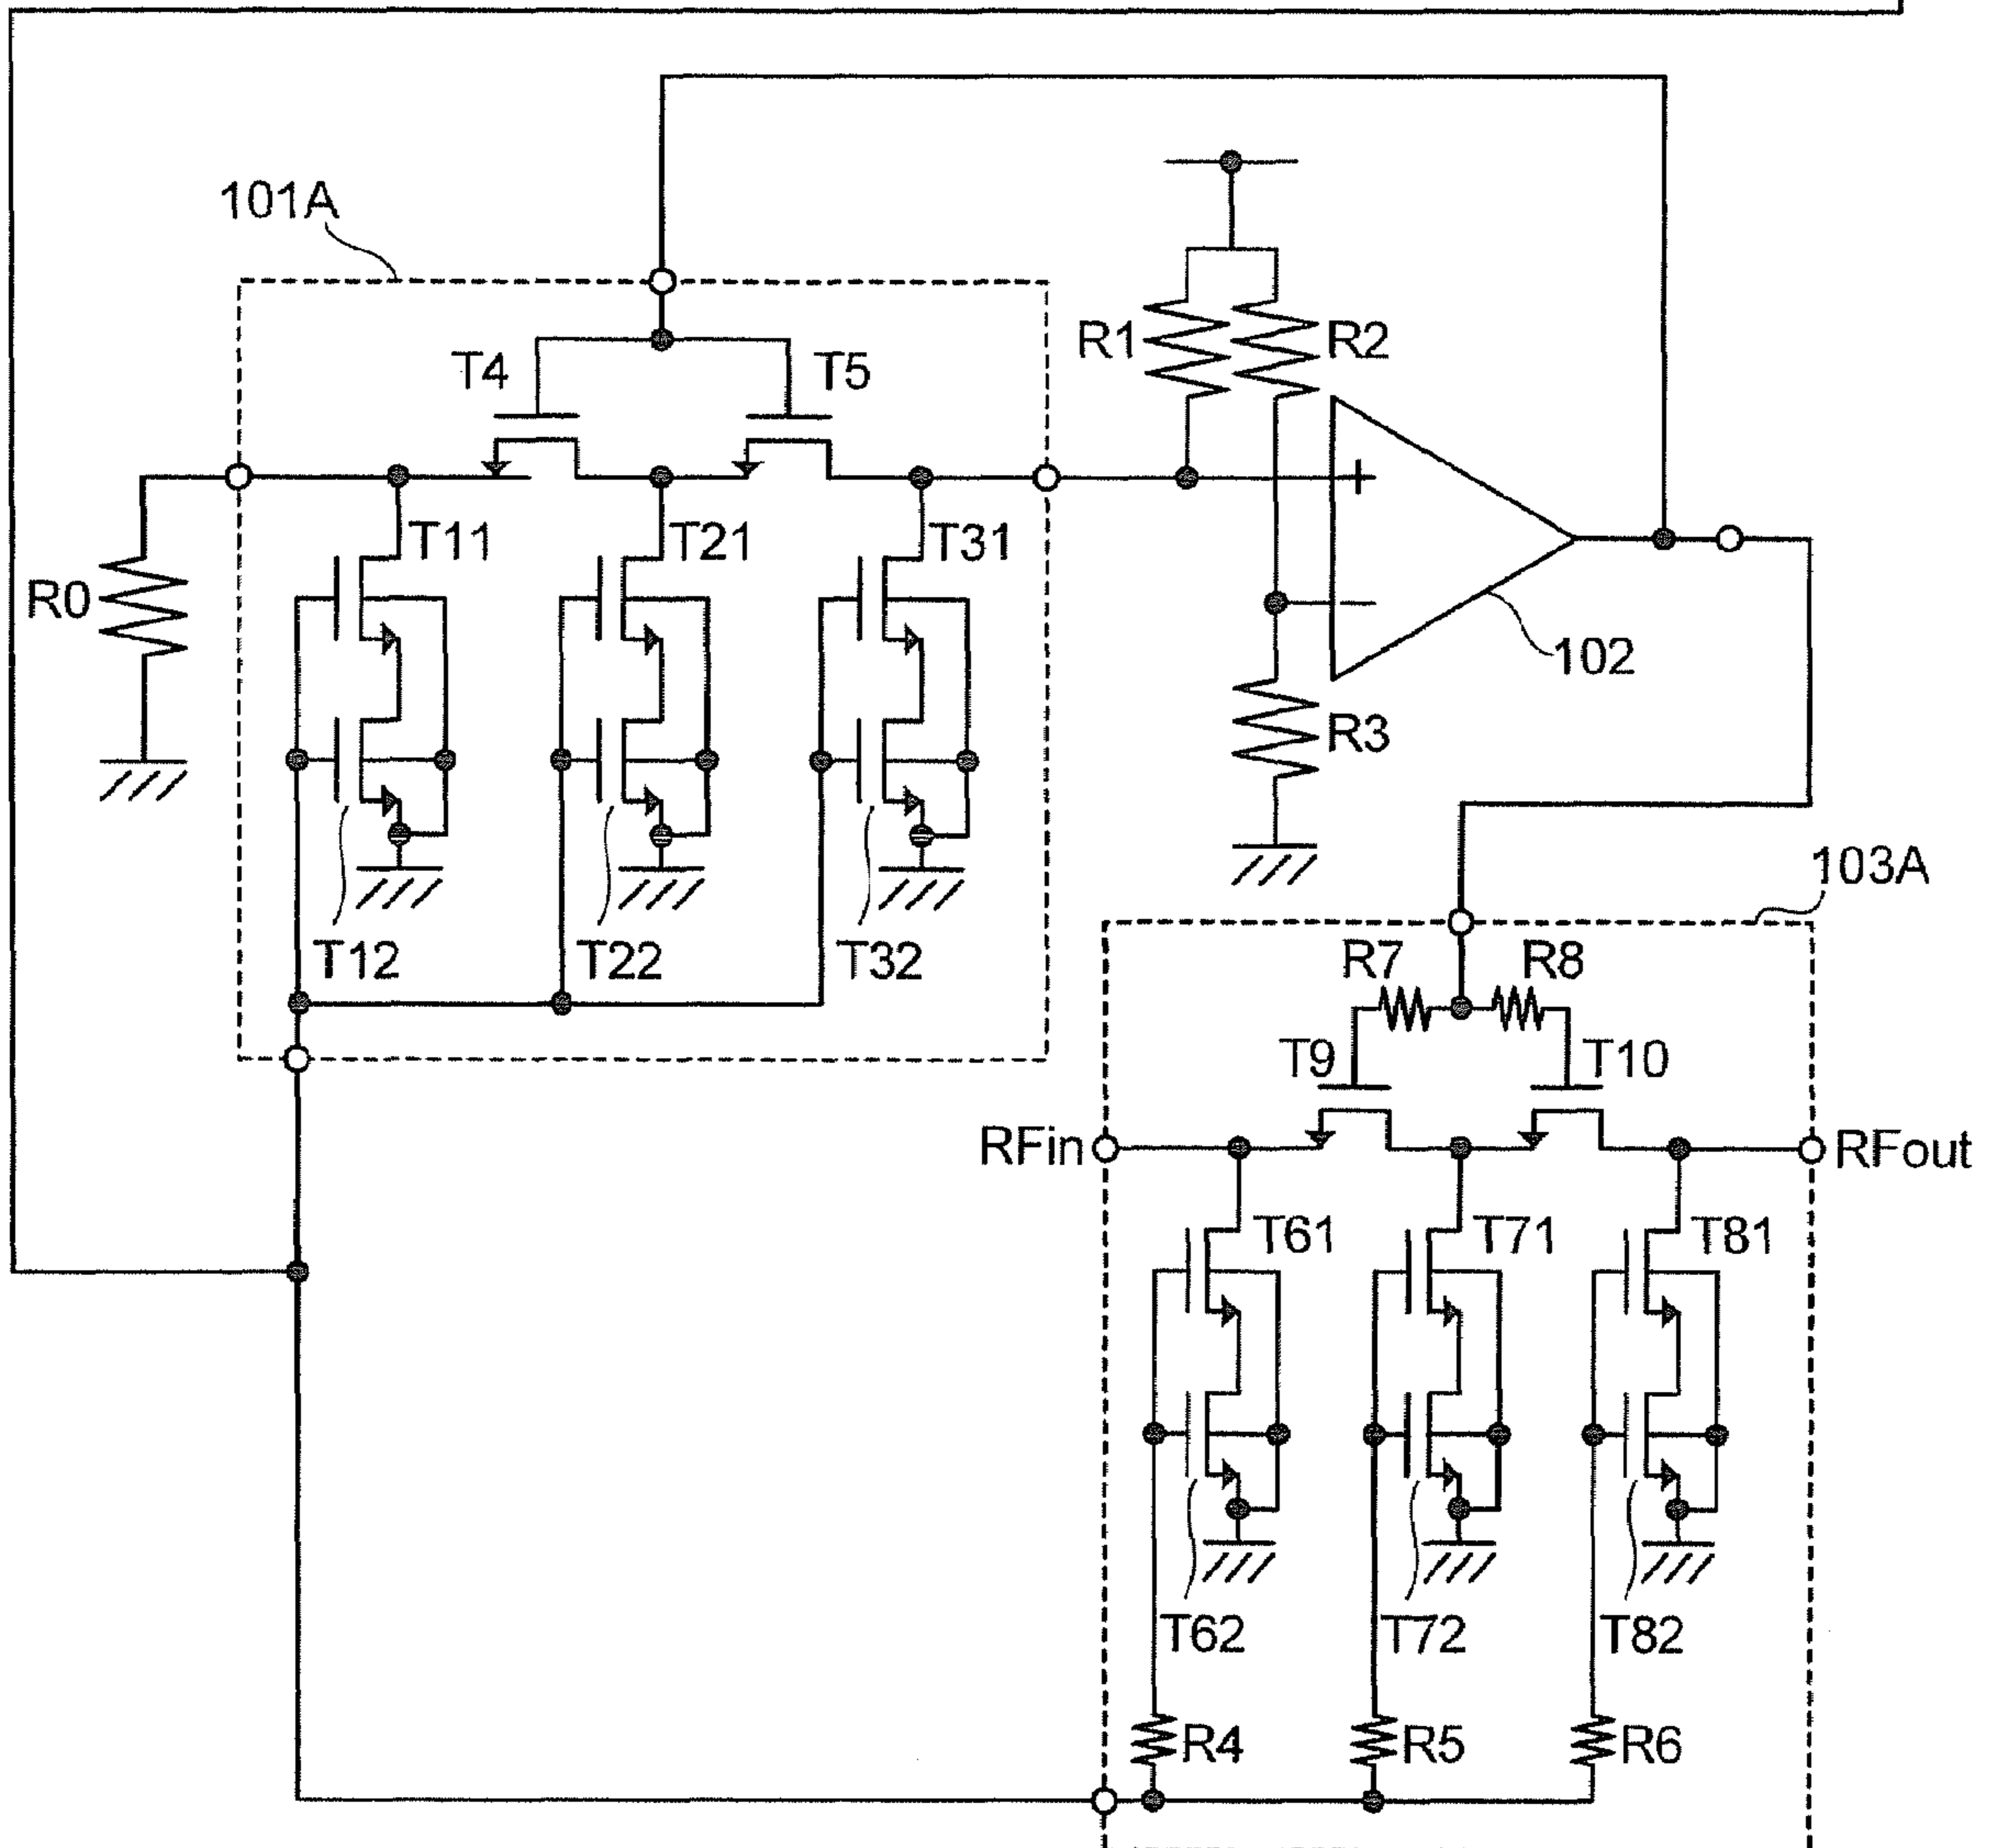 101A
T4
T5
R1
R2
T11
T21
T31
+
R0
−
102
R3
T12
T22
T32
103A
R7
R8
T9
T10
RFin
RFout
T61
T71
T81
T62
T72
T82
R4
R5
R6